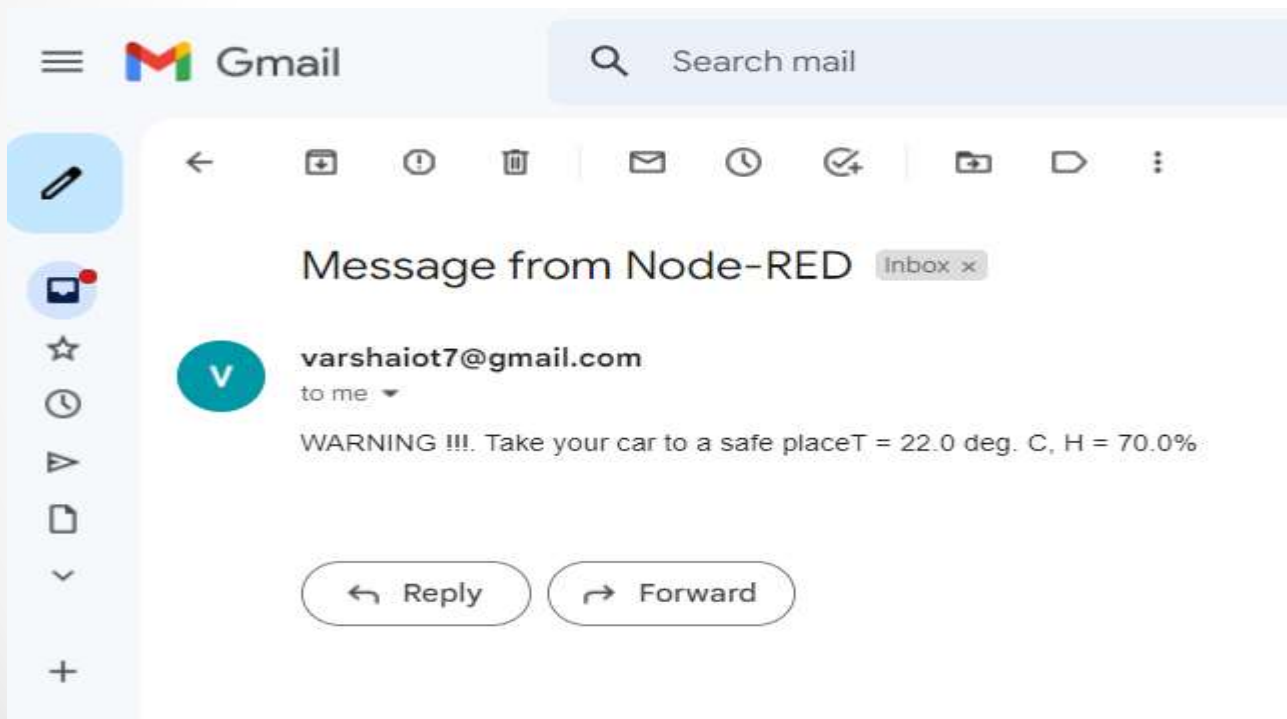 Gmail
Search mail
Message from Node-RED
Inbox ×
V
varshaiot7@gmail.com
to me
WARNING !!!. Take your car to a safe placeT = 22.0 deg. C, H = 70.0%
Reply
Forward